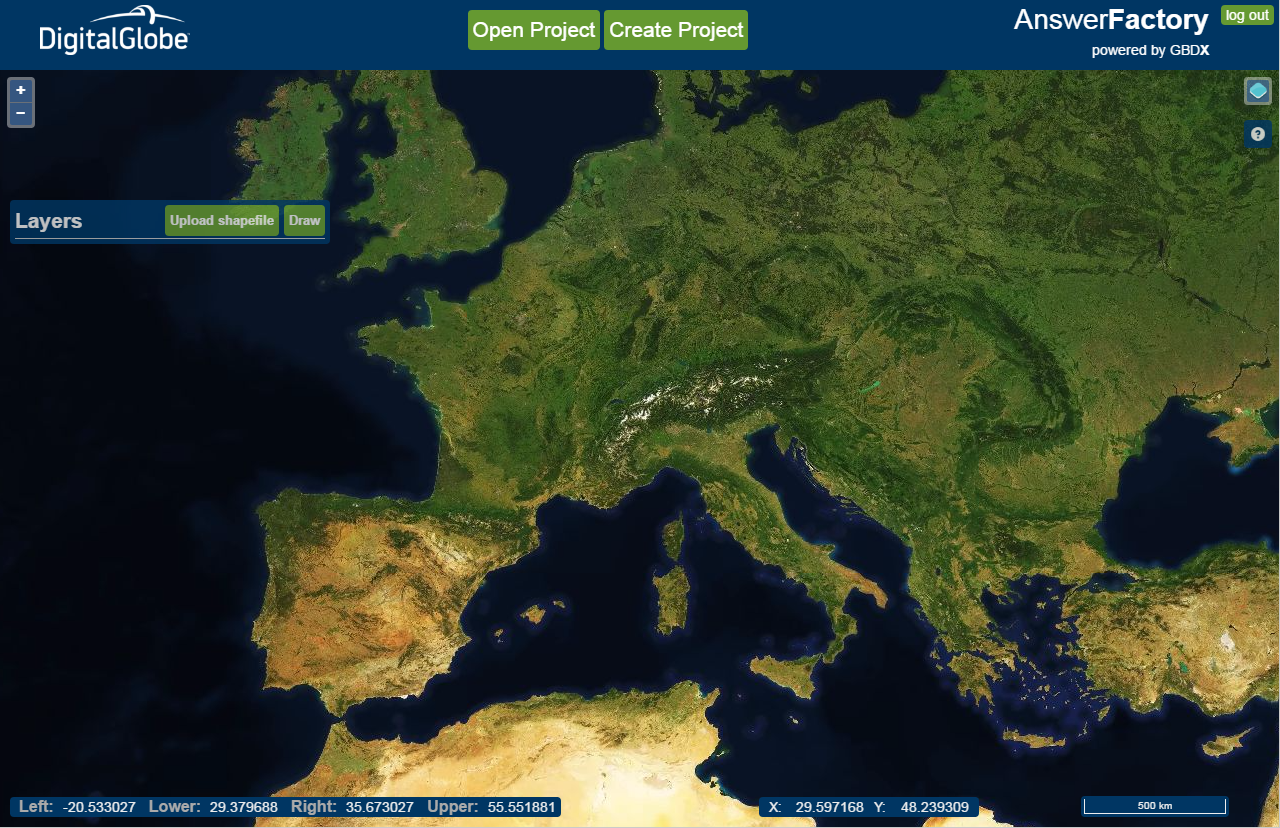 DigitalGlobe
Open Project Create Project
AnswerFactory log out
powered by GBDX
+
−
?
Layers Upload shapefile Draw
Left: -20.533027 Lower: 29.379688 Right: 35.673027 Upper: 55.551881 X: 29.597168 Y: 48.239309 500 km